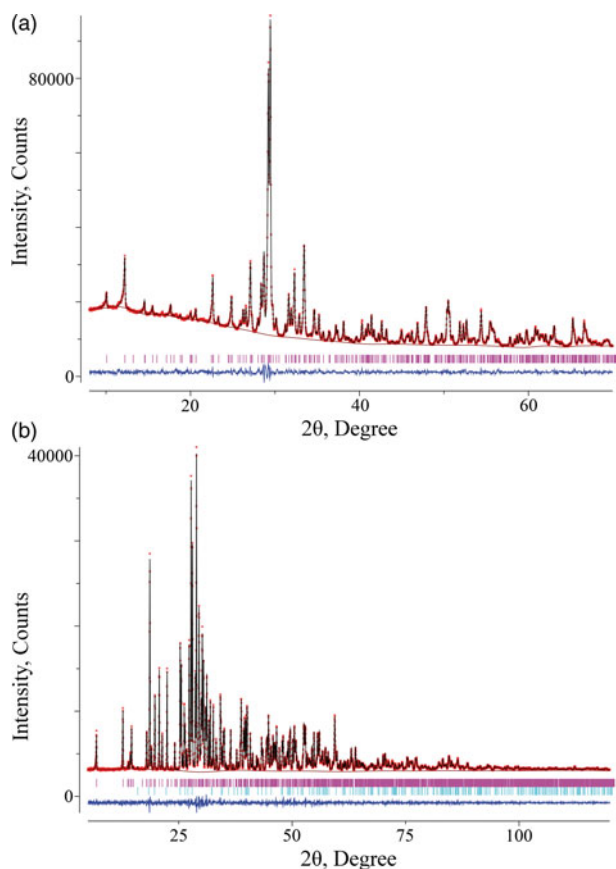 (a)
80000
Intensity, Counts
0
20
40
60
2θ, Degree
(b)
40000
Intensity, Counts
0
25
50
75
100
2θ, Degree